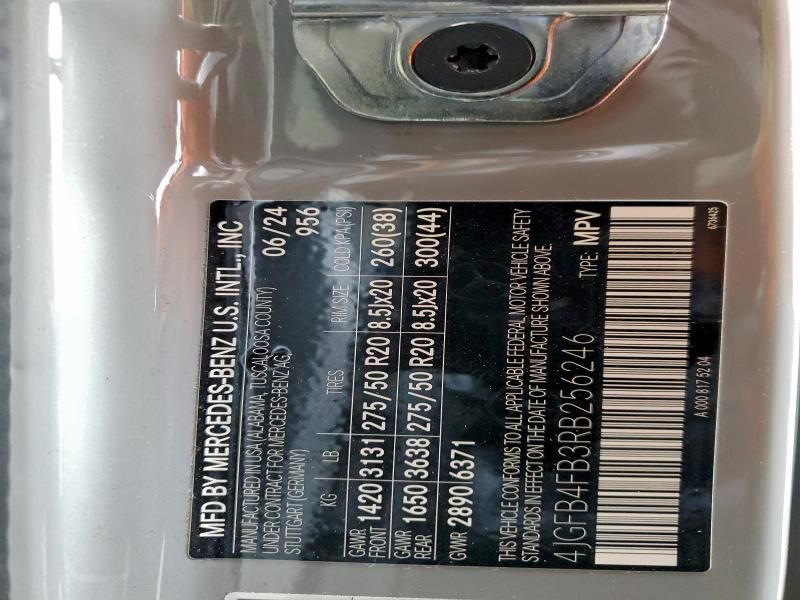 MFD BY MERCEDES-BENZ U.S. INTL., INC
MANUFACTURED IN USA (ALABAMA, TUSCALOOSA COUNTY) 06/24
UNDER CONTRACT FOR MERCEDES-BENZ AG, 956
STUTTGART (GERMANY)
KG LB TIRES RIM SIZE COLD KPA(PSI)
GAWR FRONT 1420 3131 275/50 R20 8.5Jx20 260(38)
GAWR REAR 1650 3638 275/50 R20 8.5Jx20 300(44)
GVWR 2890 6371
THIS VEHICLE CONFORMS TO ALL APPLICABLE FEDERAL MOTOR VEHICLE SAFETY
STANDARDS IN EFFECT ON THE DATE OF MANUFACTURE SHOWN ABOVE.
4JGFB4FB3RB256246 TYPE: MPV
A 000 817 52 04 6736425